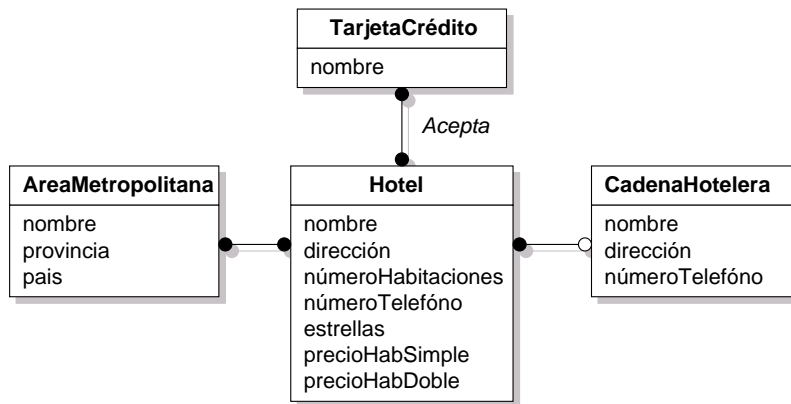 TarjetaCrédito
nombre
Acepta
AreaMetropolitana
nombre
provincia
pais
Hotel
nombre
dirección
númeroHabitaciones
númeroTelefóno
estrellas
precioHabSimple
precioHabDoble
CadenaHotelera
nombre
dirección
númeroTelefóno